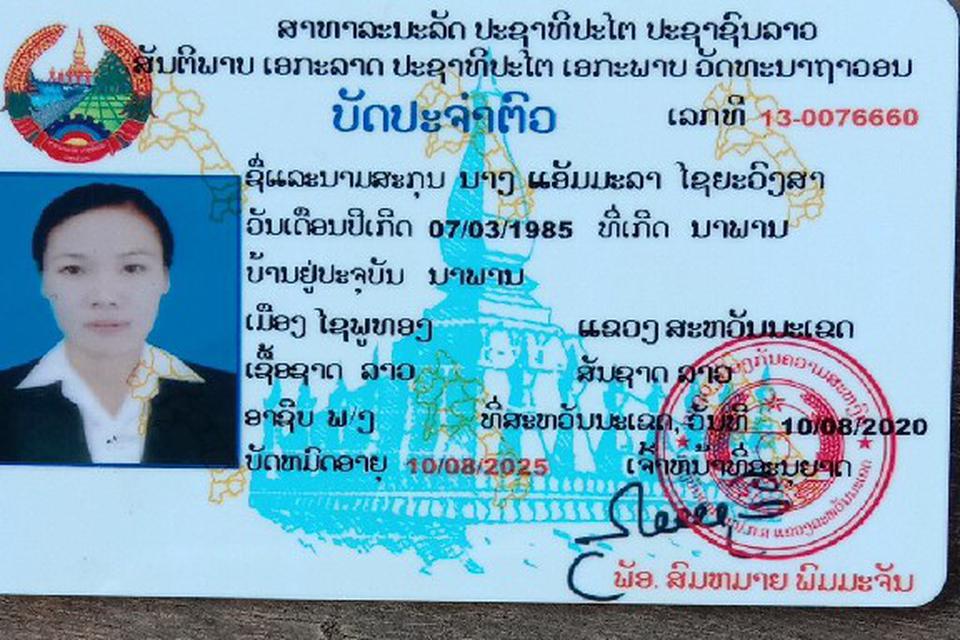 ສາທາລະນະລັດ ປະຊາທິປະໄຕ ປະຊາຊົນລາວ
ສັນຕິພາບ ເອກະລາດ ປະຊາທິປະໄຕ ເອກະພາບ ວັດທະນາຖາວອນ
ບັດປະຈຳຕົວ
ເລກທີ 13-0076660
ຊື່ແລະນາມສະກຸນ ນາງ ແອັມມະລາ ໄຊຍະວົງສາ
ວັນເດືອນປີເກີດ 07/03/1985 ທີ່ເກີດ ນາພານ
ບ້ານຢູ່ປະຈຸບັນ ນາພານ
ເມືອງ ໄຊພູທອງ ແຂວງ ສະຫວັນນະເຂດ
ເຊື້ອຊາດ ລາວ ສັນຊາດ ລາວ
ອາຊີບ ພ/ງ ທີ່ສະຫວັນນະເຂດ, ວັນທີ 10/08/2020
ບັດຫມົດອາຍຸ 10/08/2025 ເຈົ້າຫນ້າທີ່ອະນຸຍາດ
ພັອ. ສົມຫມາຍ ພິມມະຈັນ